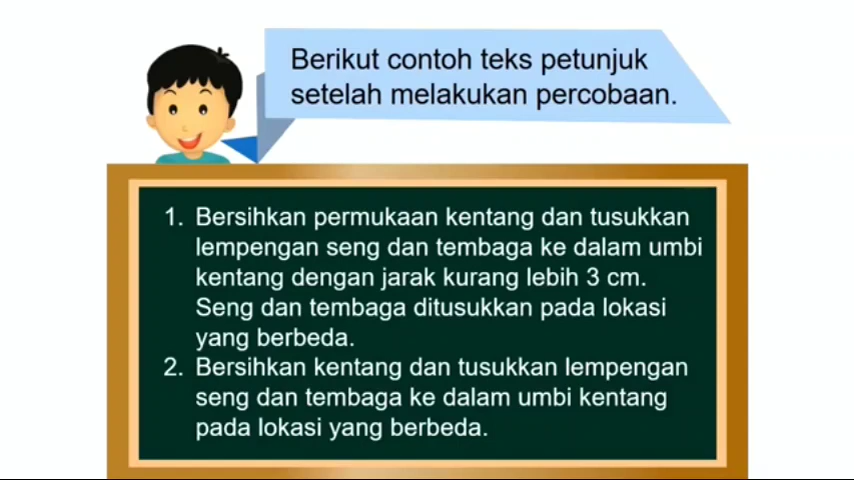 Berikut contoh teks petunjuk
setelah melakukan percobaan.
1. Bersihkan permukaan kentang dan tusukkan
lempengan seng dan tembaga ke dalam umbi
kentang dengan jarak kurang lebih 3 cm.
Seng dan tembaga ditusukkan pada lokasi
yang berbeda.
2. Bersihkan kentang dan tusukkan lempengan
seng dan tembaga ke dalam umbi kentang
pada lokasi yang berbeda.